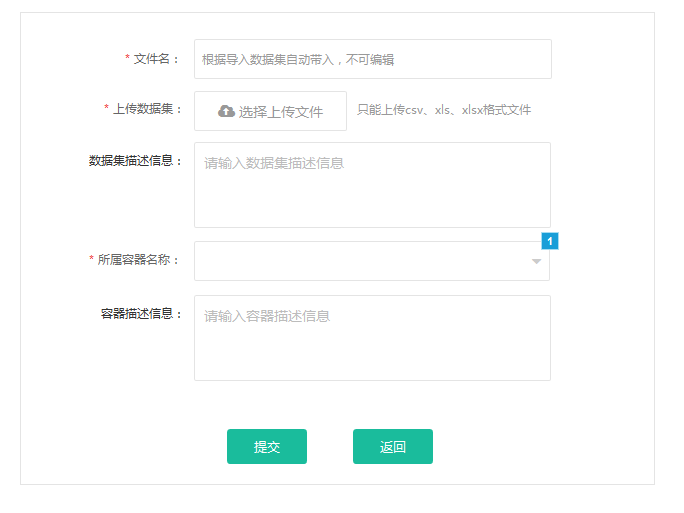 * 文件名： 根据导入数据集自动带入，不可编辑
* 上传数据集： 选择上传文件 只能上传csv、xls、xlsx格式文件
数据集描述信息： 请输入数据集描述信息
1
* 所属容器名称：
容器描述信息： 请输入容器描述信息
提交 返回